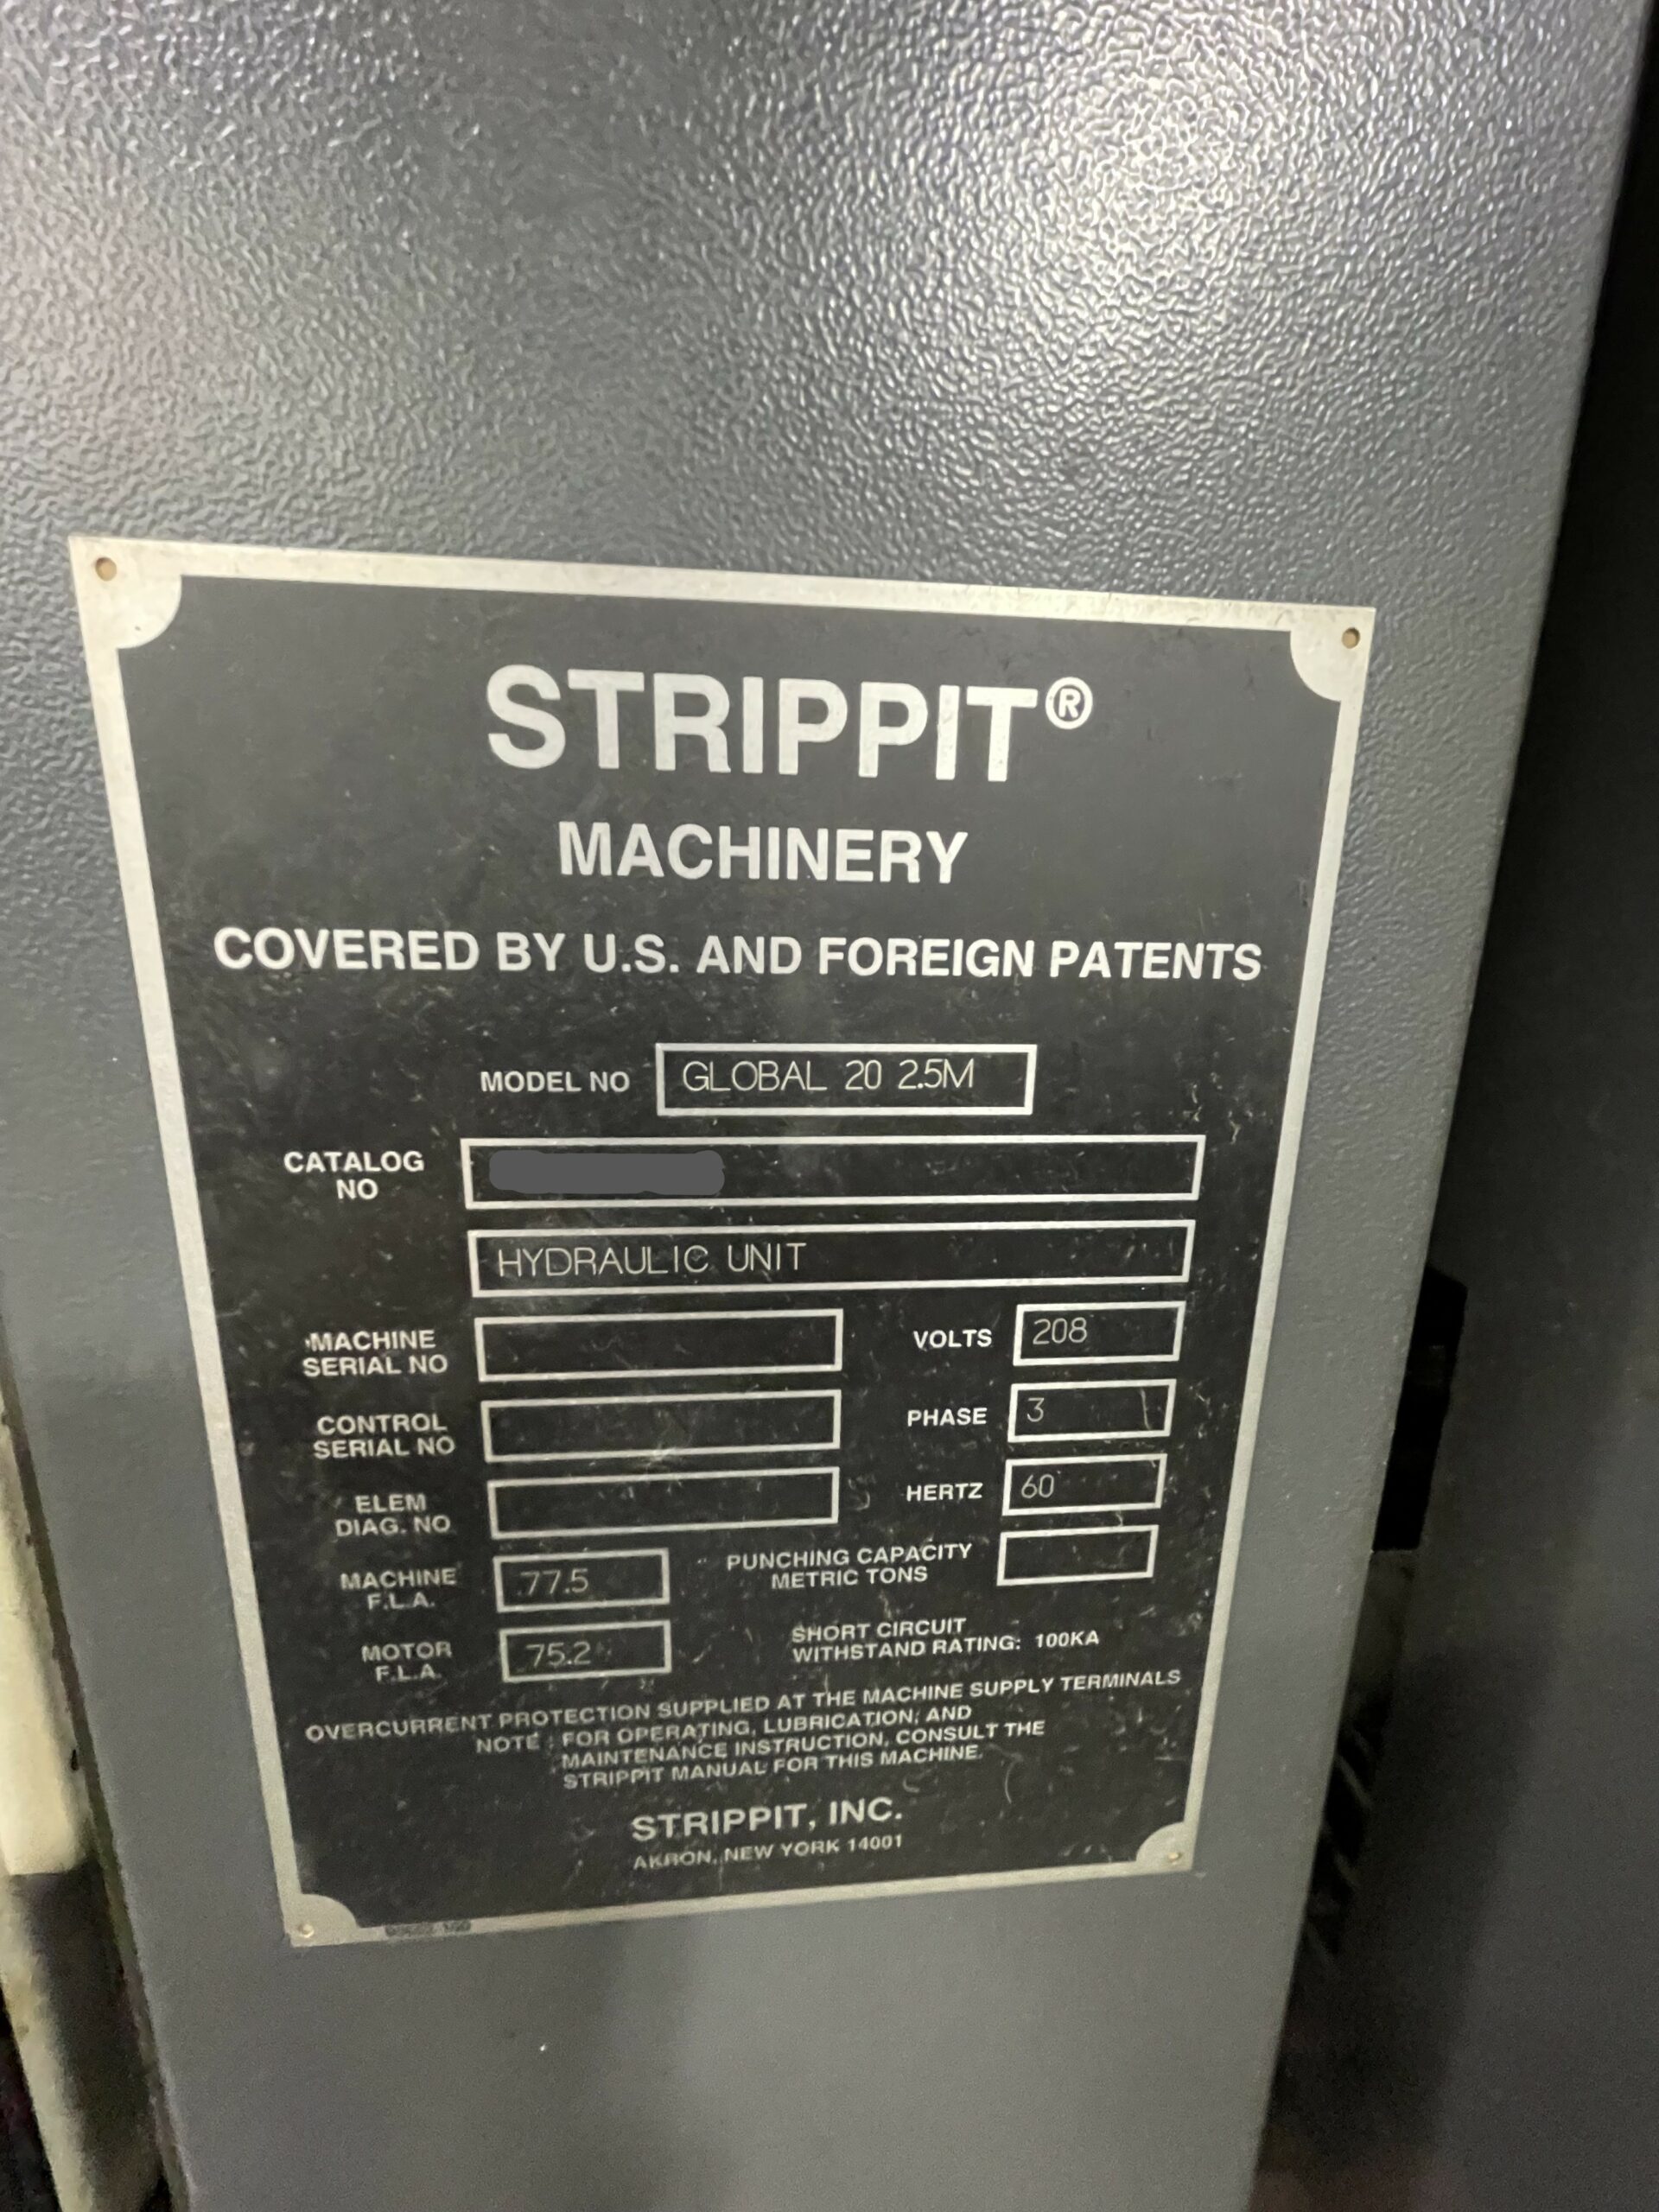 STRIPPIT®
MACHINERY
COVERED BY U.S. AND FOREIGN PATENTS
MODEL NO GLOBAL 20 2.5M
CATALOG
NO
HYDRAULIC UNIT
MACHINE
SERIAL NO
VOLTS 208
CONTROL
SERIAL NO
PHASE 3
ELEM
DIAG. NO
HERTZ 60
MACHINE
F.L.A.
77.5
PUNCHING CAPACITY
METRIC TONS
MOTOR
F.L.A.
75.2
SHORT CIRCUIT
WITHSTAND RATING: 100KA
OVERCURRENT PROTECTION SUPPLIED AT THE MACHINE SUPPLY TERMINALS
NOTE : FOR OPERATING, LUBRICATION, AND
MAINTENANCE INSTRUCTION, CONSULT THE
STRIPPIT MANUAL FOR THIS MACHINE.
STRIPPIT, INC.
AKRON, NEW YORK 14001